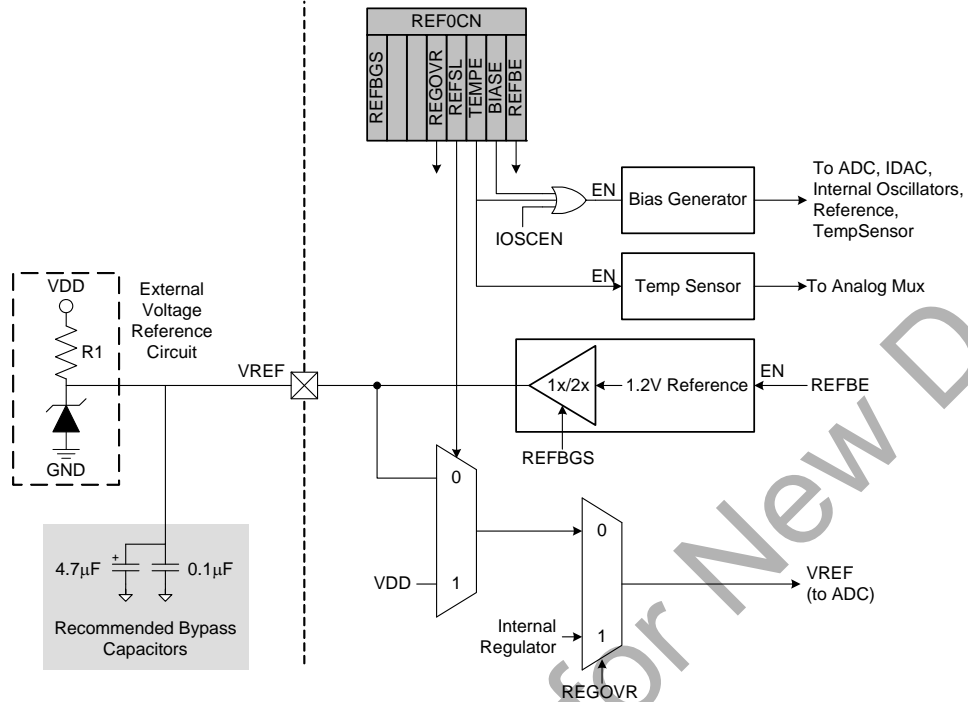 REF0CN
REFBGS
REGOVR
REFSL
TEMPE
BIASE
REFBE
EN
Bias Generator
To ADC, IDAC,
Internal Oscillators,
Reference,
TempSensor
IOSCEN
EN
Temp Sensor
To Analog Mux
VDD
R1
GND
External
Voltage
Reference
Circuit
VREF
1x/2x
1.2V Reference
EN
REFBE
REFBGS
0
VDD
1
0
Internal
Regulator
1
REGOVR
VREF
(to ADC)
4.7µF
+
0.1µF
Recommended Bypass
Capacitors
for New D